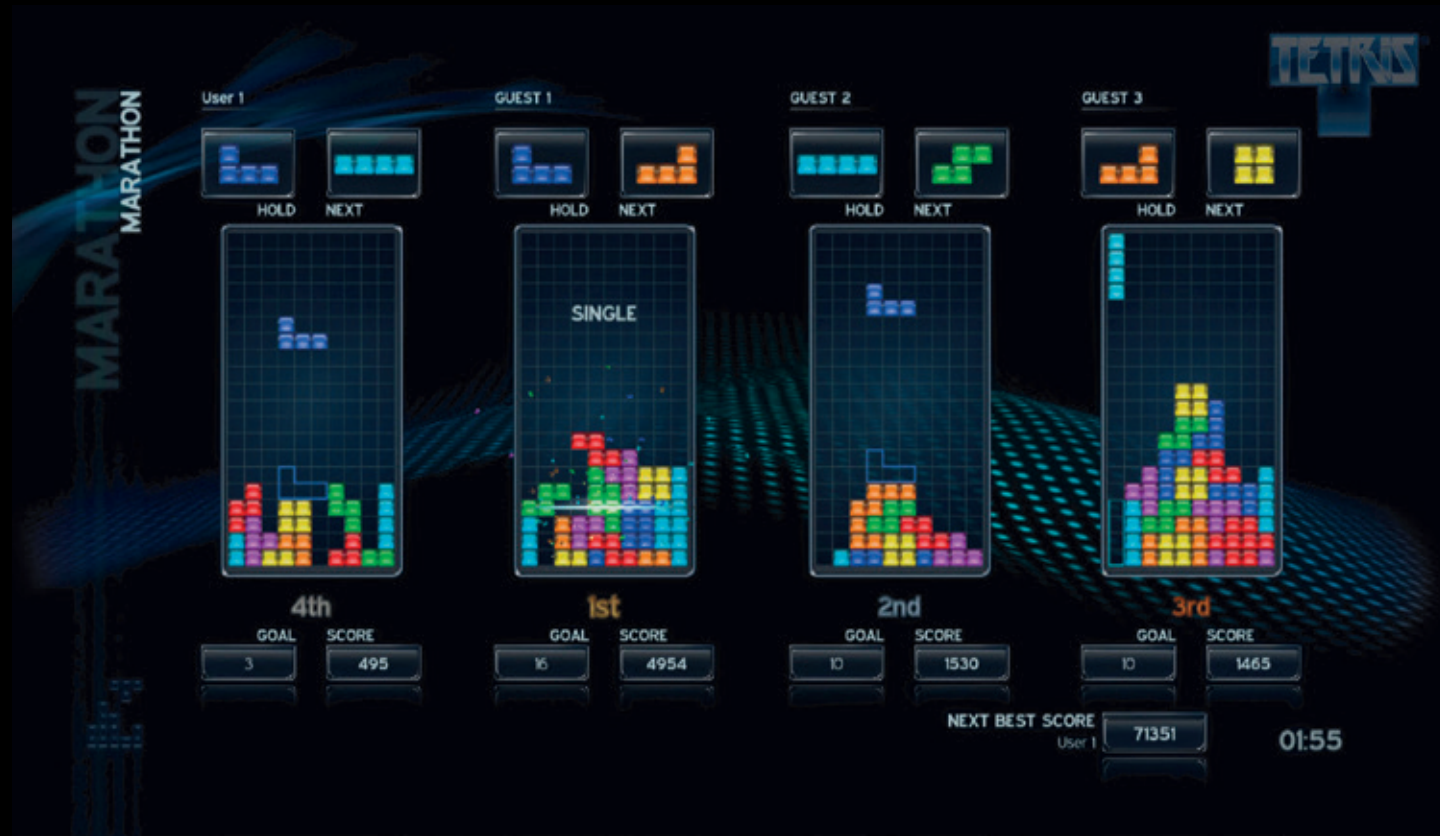 TETRIS
MARATHON
MARATHON
User 1
GUEST 1
GUEST 2
GUEST 3
HOLD NEXT
HOLD NEXT
HOLD NEXT
HOLD NEXT
SINGLE
4th
1st
2nd
3rd
GOAL SCORE
3 495
GOAL SCORE
16 4954
GOAL SCORE
10 1530
GOAL SCORE
10 1465
NEXT BEST SCORE
User 1
71351
01:55